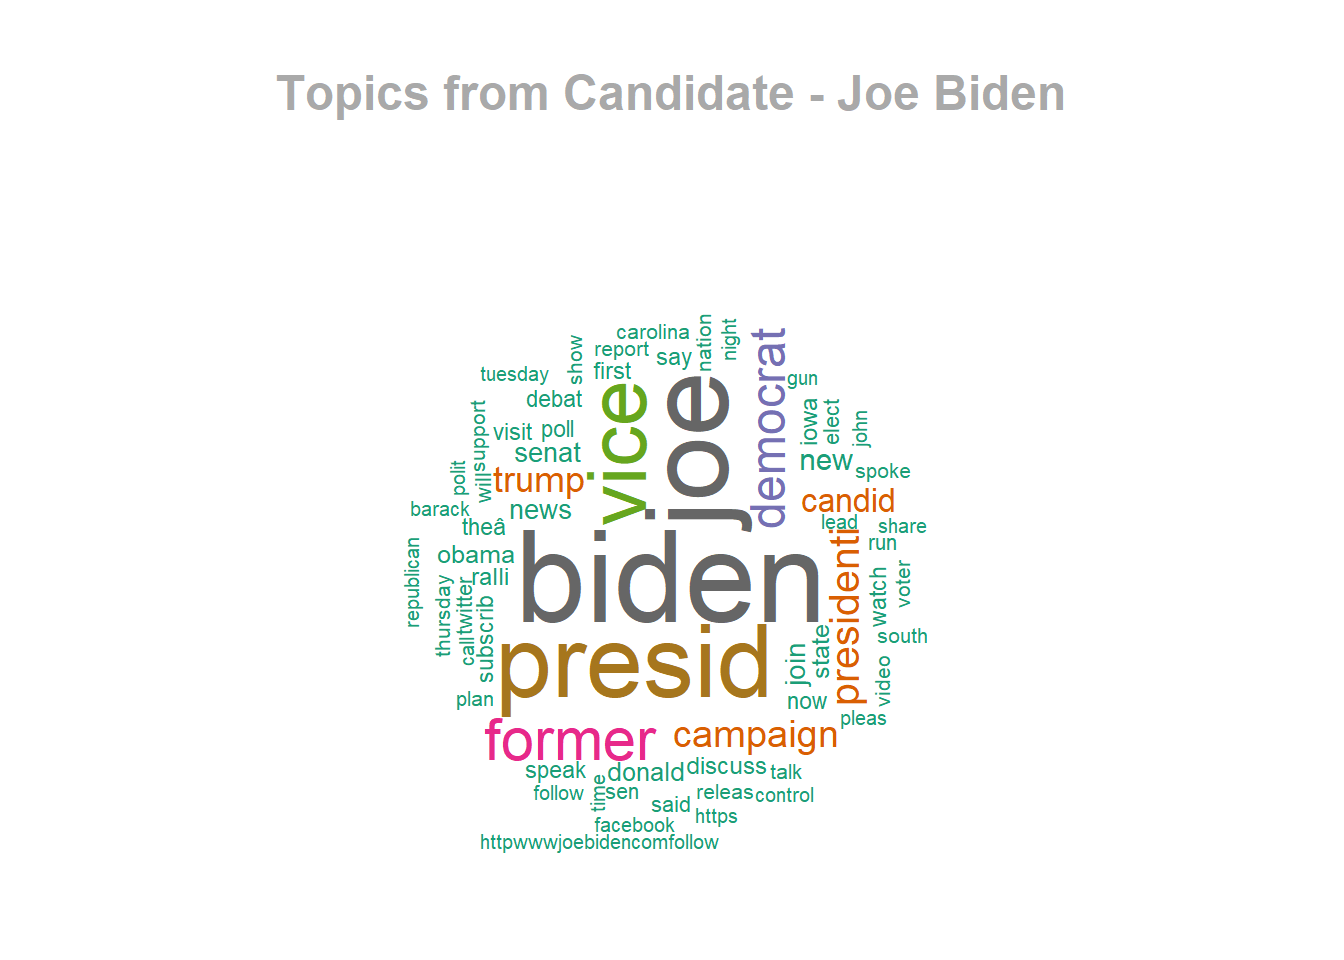 Topics from Candidate - Joe Biden
carolina
nation
night
show
report
say
democrat
tuesday
first
gun
vice
joe
debat
iowa
elect
john
support
visit
poll
senat
new
polit
will
trump
spoke
barack
news
candid
theâ
lead
share
republican
obama
biden
presidenti
run
ralli
watch
voter
thursday
twitter
call
subscrib
presid
join
state
south
plan
now
video
former
campaign
pleas
speak
donald
discuss
talk
follow
time
sen
said
releas
control
https
facebook
httpwwwjoebidencomfollow